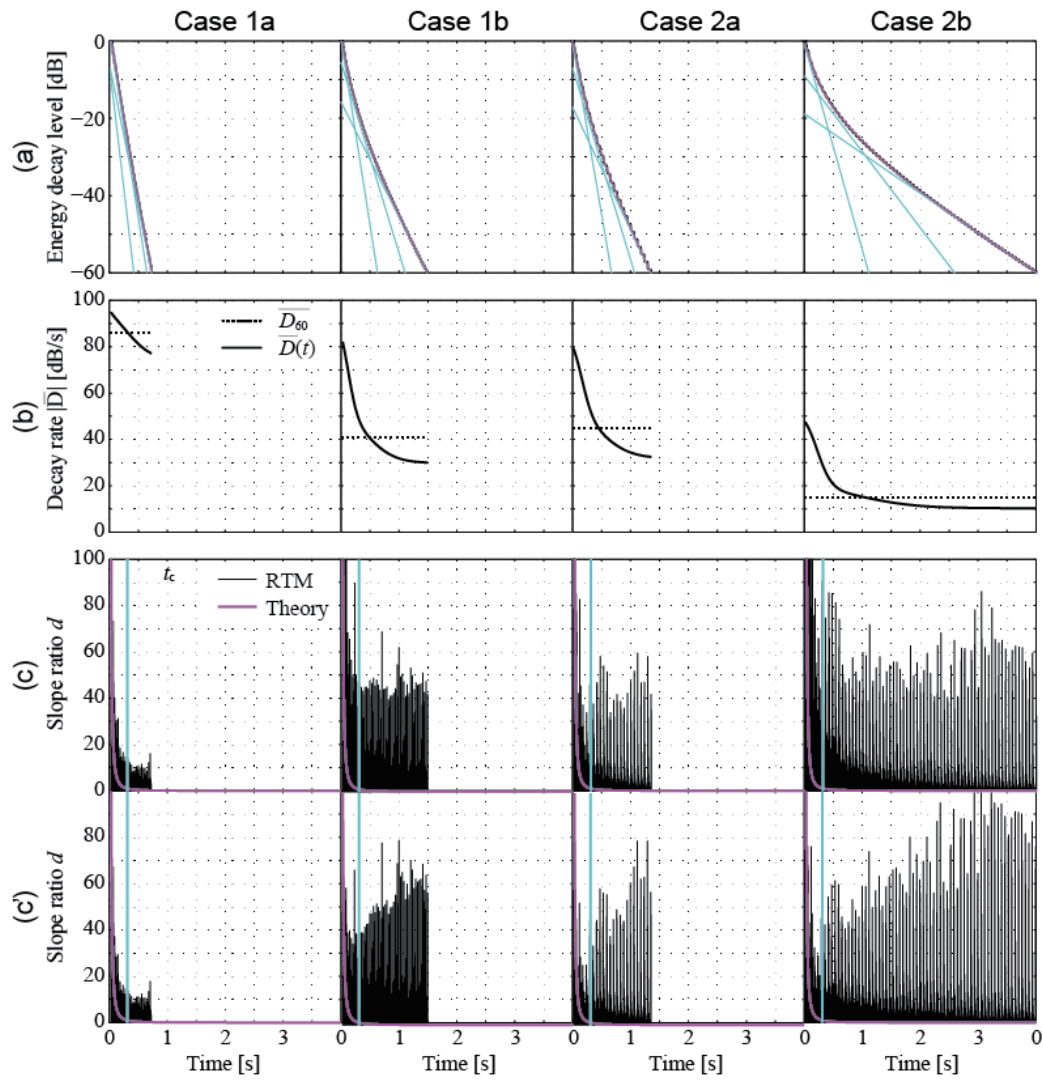 Case 1a Case 1b Case 2a Case 2b
(a)
Energy decay level [dB]
0
−20
−40
−60
(b)
Decay rate |D̅| [dB/s]
100
80
60
40
20
0
D̅₆₀
D̅(t)
(c)
Slope ratio d
100
80
60
40
20
0
t_c
RTM
Theory
(c')
Slope ratio d
80
60
40
20
0
0 1 2 3 0 1 2 3 0 1 2 3 0 1 2 3 0
Time [s] Time [s] Time [s] Time [s]